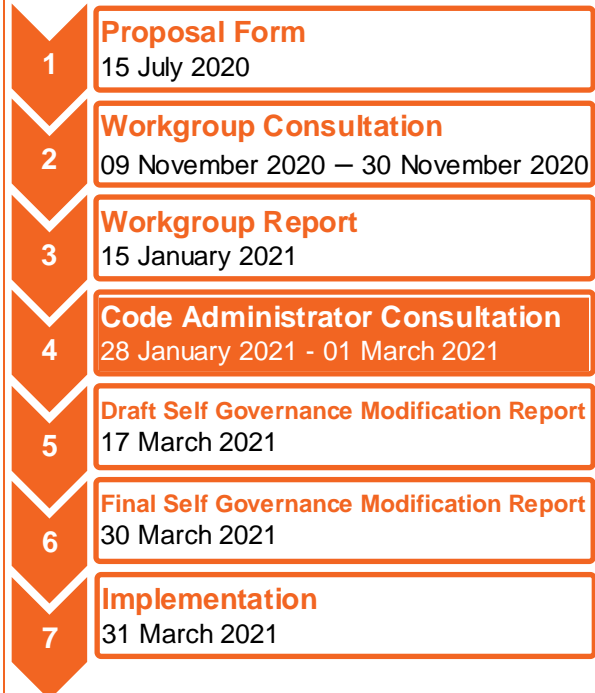 1
Proposal Form
15 July 2020
2
Workgroup Consultation
09 November 2020 – 30 November 2020
3
Workgroup Report
15 January 2021
4
Code Administrator Consultation
28 January 2021 - 01 March 2021
5
Draft Self Governance Modification Report
17 March 2021
6
Final Self Governance Modification Report
30 March 2021
7
Implementation
31 March 2021